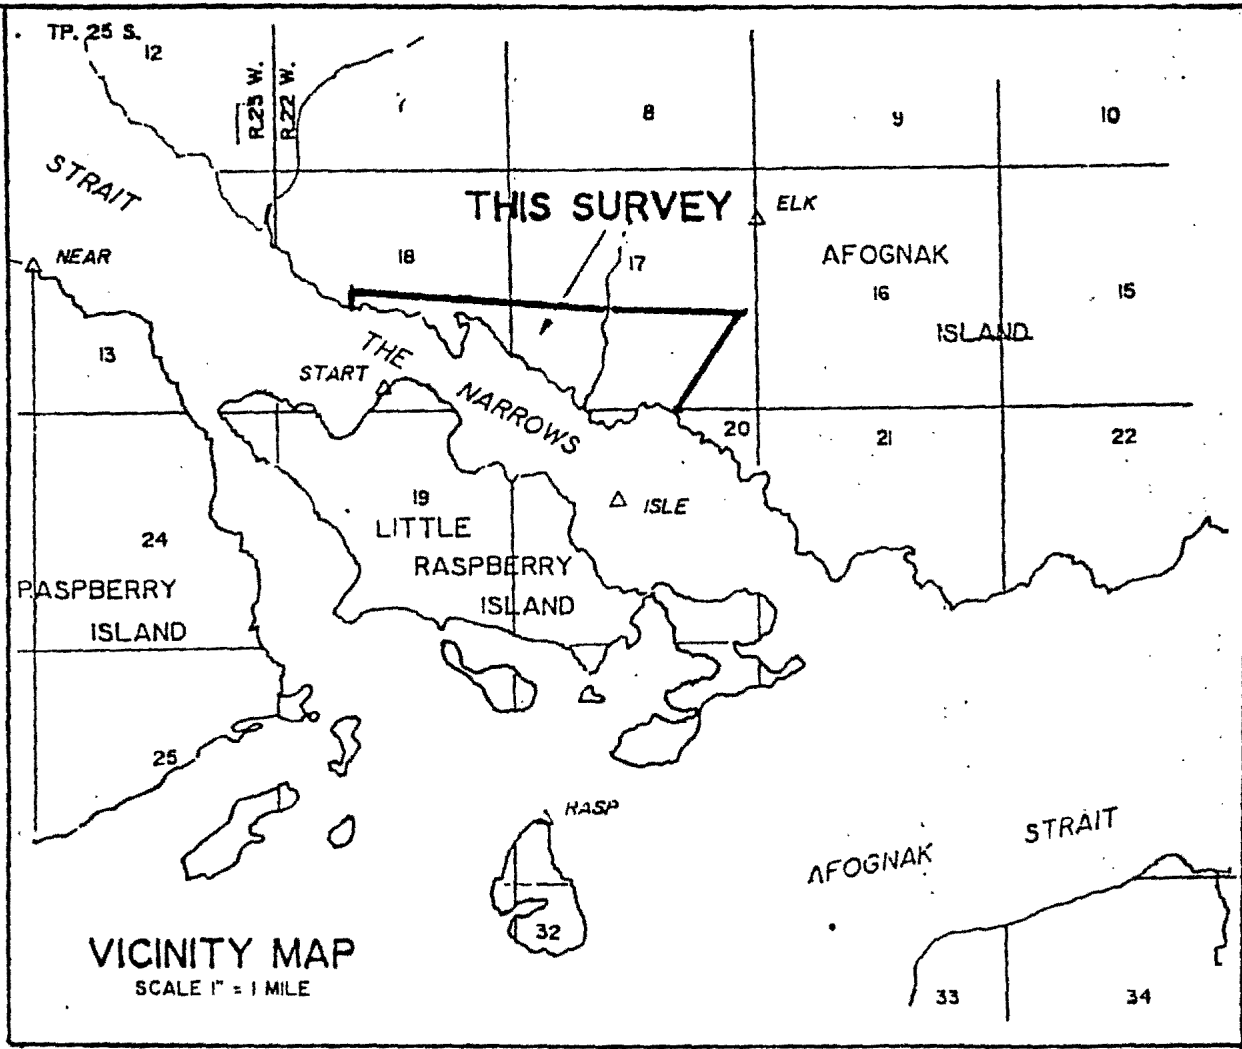 TP. 25 S.
12
R.23 W.
R.22 W.
8
9
10
STRAIT
THIS SURVEY
ELK
NEAR
18
17
AFOGNAK
16
15
ISLAND
13
THE
START
NARROWS
20
21
22
19
ISLE
LITTLE
24
RASPBERRY
RASPBERRY
ISLAND
ISLAND
25
RASP
STRAIT
AFOGNAK
32
VICINITY MAP
SCALE 1" = 1 MILE
33
34